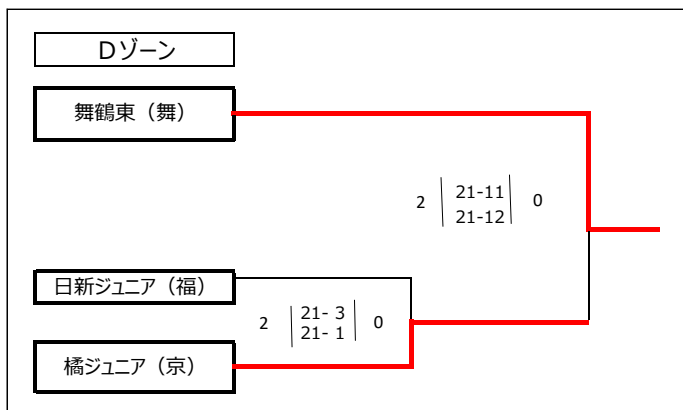 Dゾーン
舞鶴東（舞）
2 21-11 0
21-12
日新ジュニア（福）
2 21- 3 0
21- 1
橘ジュニア（京）